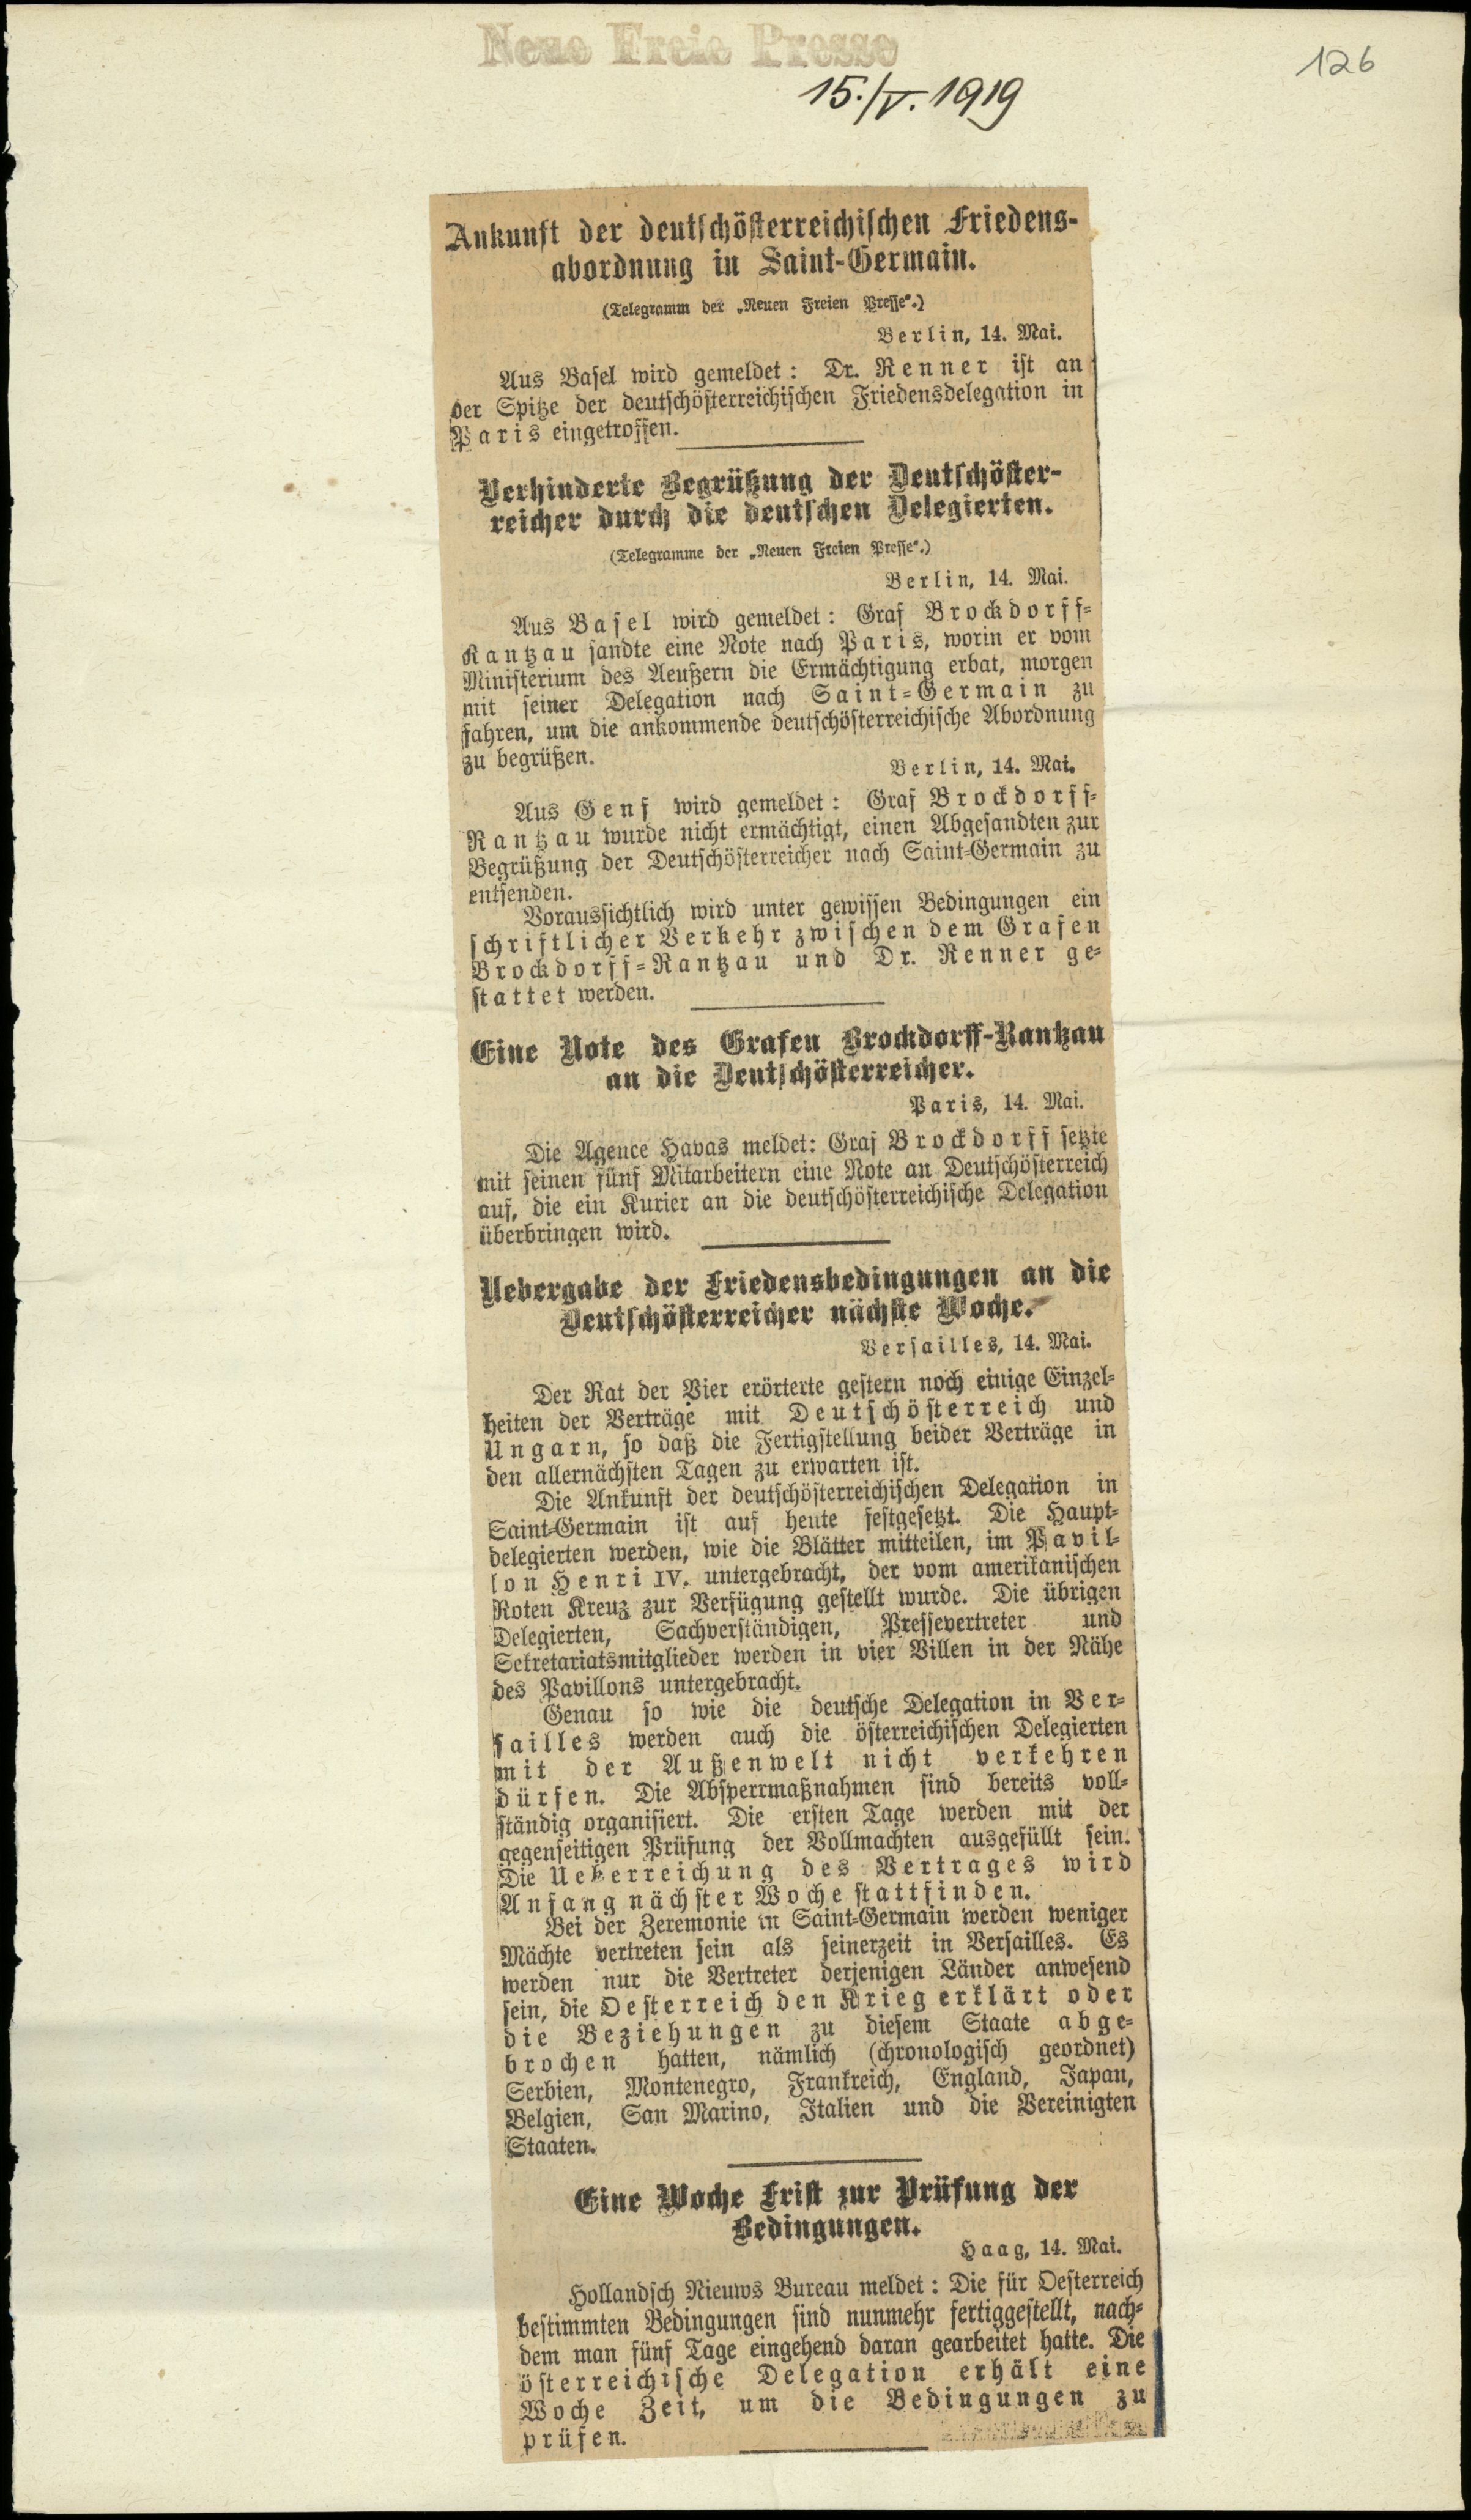 Neue Freie Presse
126
15./V. 1919
Ankunft der deutschösterreichischen Friedens-
abordnung in Saint-Germain.
(Telegramm der „Neuen Freien Presse“.)
Berlin, 14. Mai.
Aus Basel wird gemeldet: Dr. Renner ist an
der Spitze der deutschösterreichischen Friedensdelegation in
Paris eingetroffen.
Verhinderte Begrüßung der Deutschöster-
reicher durch die deutschen Delegierten.
(Telegramme der „Neuen Freien Presse“.)
Berlin, 14. Mai.
Aus Basel wird gemeldet: Graf Brockdorff-
Rantzau sandte eine Note nach Paris, worin er vom
Ministerium des Aeußern die Ermächtigung erbat, morgen
mit seiner Delegation nach Saint-Germain zu
fahren, um die ankommende deutschösterreichische Abordnung
zu begrüßen.
Berlin, 14. Mai.
Aus Genf wird gemeldet: Graf Brockdorff-
Rantzau wurde nicht ermächtigt, einen Abgesandten zur
Begrüßung der Deutschösterreicher nach Saint-Germain zu
entsenden.
Voraussichtlich wird unter gewissen Bedingungen ein
schriftlicher Verkehr zwischen dem Grafen
Brockdorff-Rantzau und Dr. Renner ge-
stattet werden.
Eine Note des Grafen Brockdorff-Rantzau
an die Deutschösterreicher.
Paris, 14. Mai.
Die Agence Havas meldet: Graf Brockdorff setzte
mit seinen fünf Mitarbeitern eine Note an Deutschösterreich
auf, die ein Kurier an die deutschösterreichische Delegation
überbringen wird.
Uebergabe der Friedensbedingungen an die
Deutschösterreicher nächste Woche.
Versailles, 14. Mai.
Der Rat der Vier erörterte gestern noch einige Einzel-
heiten der Verträge mit Deutschösterreich und
Ungarn, so daß die Fertigstellung beider Verträge in
den allernächsten Tagen zu erwarten ist.
Die Ankunft der deutschösterreichischen Delegation in
Saint-Germain ist auf heute festgesetzt. Die Haupt-
delegierten werden, wie die Blätter mitteilen, im Pavil-
lon Henri IV. untergebracht, der vom amerikanischen
Roten Kreuz zur Verfügung gestellt wurde. Die übrigen
Delegierten, Sachverständigen, Pressevertreter und
Sekretariatsmitglieder werden in vier Villen in der Nähe
des Pavillons untergebracht.
Genau so wie die deutsche Delegation in Ver-
sailles werden auch die österreichischen Delegierten
mit der Außenwelt nicht verkehren
dürfen. Die Absperrmaßnahmen sind bereits voll-
ständig organisiert. Die ersten Tage werden mit der
gegenseitigen Prüfung der Vollmachten ausgefüllt sein.
Die Ueberreichung des Vertrages wird
Anfang nächster Woche stattfinden.
Bei der Zeremonie in Saint-Germain werden weniger
Mächte vertreten sein als seinerzeit in Versailles. Es
werden nur die Vertreter derjenigen Länder anwesend
sein, die Oesterreich den Krieg erklärt oder
die Beziehungen zu diesem Staate abge-
brochen hatten, nämlich (chronologisch geordnet)
Serbien, Montenegro, Frankreich, England, Japan,
Belgien, San Marino, Italien und die Vereinigten
Staaten.
Eine Woche Frist zur Prüfung der
Bedingungen.
Haag, 14. Mai.
Hollandsch Nieuws Bureau meldet: Die für Oesterreich
bestimmten Bedingungen sind nunmehr fertiggestellt, nach-
dem man fünf Tage eingehend daran gearbeitet hatte. Die
österreichische Delegation erhält eine
Woche Zeit, um die Bedingungen zu
prüfen.